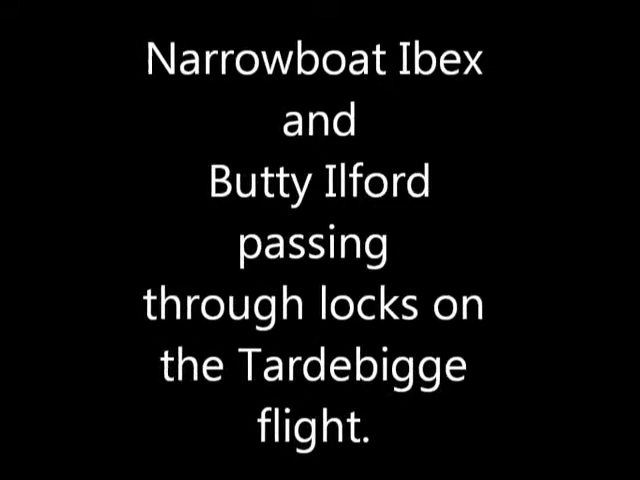 Narrowboat Ibex
and
Butty Ilford
passing
through locks on
the Tardebigge
flight.